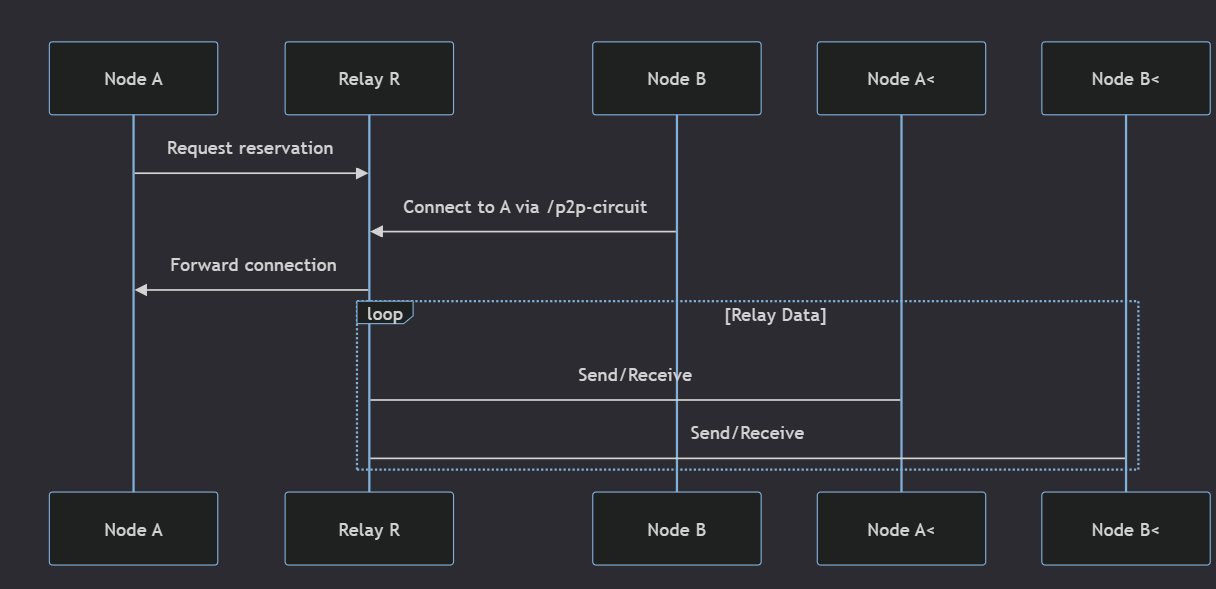 Node A
Relay R
Node B
Node A<
Node B<
Request reservation
Connect to A via /p2p-circuit
Forward connection
loop
[Relay Data]
Send/Receive
Send/Receive
Node A
Relay R
Node B
Node A<
Node B<